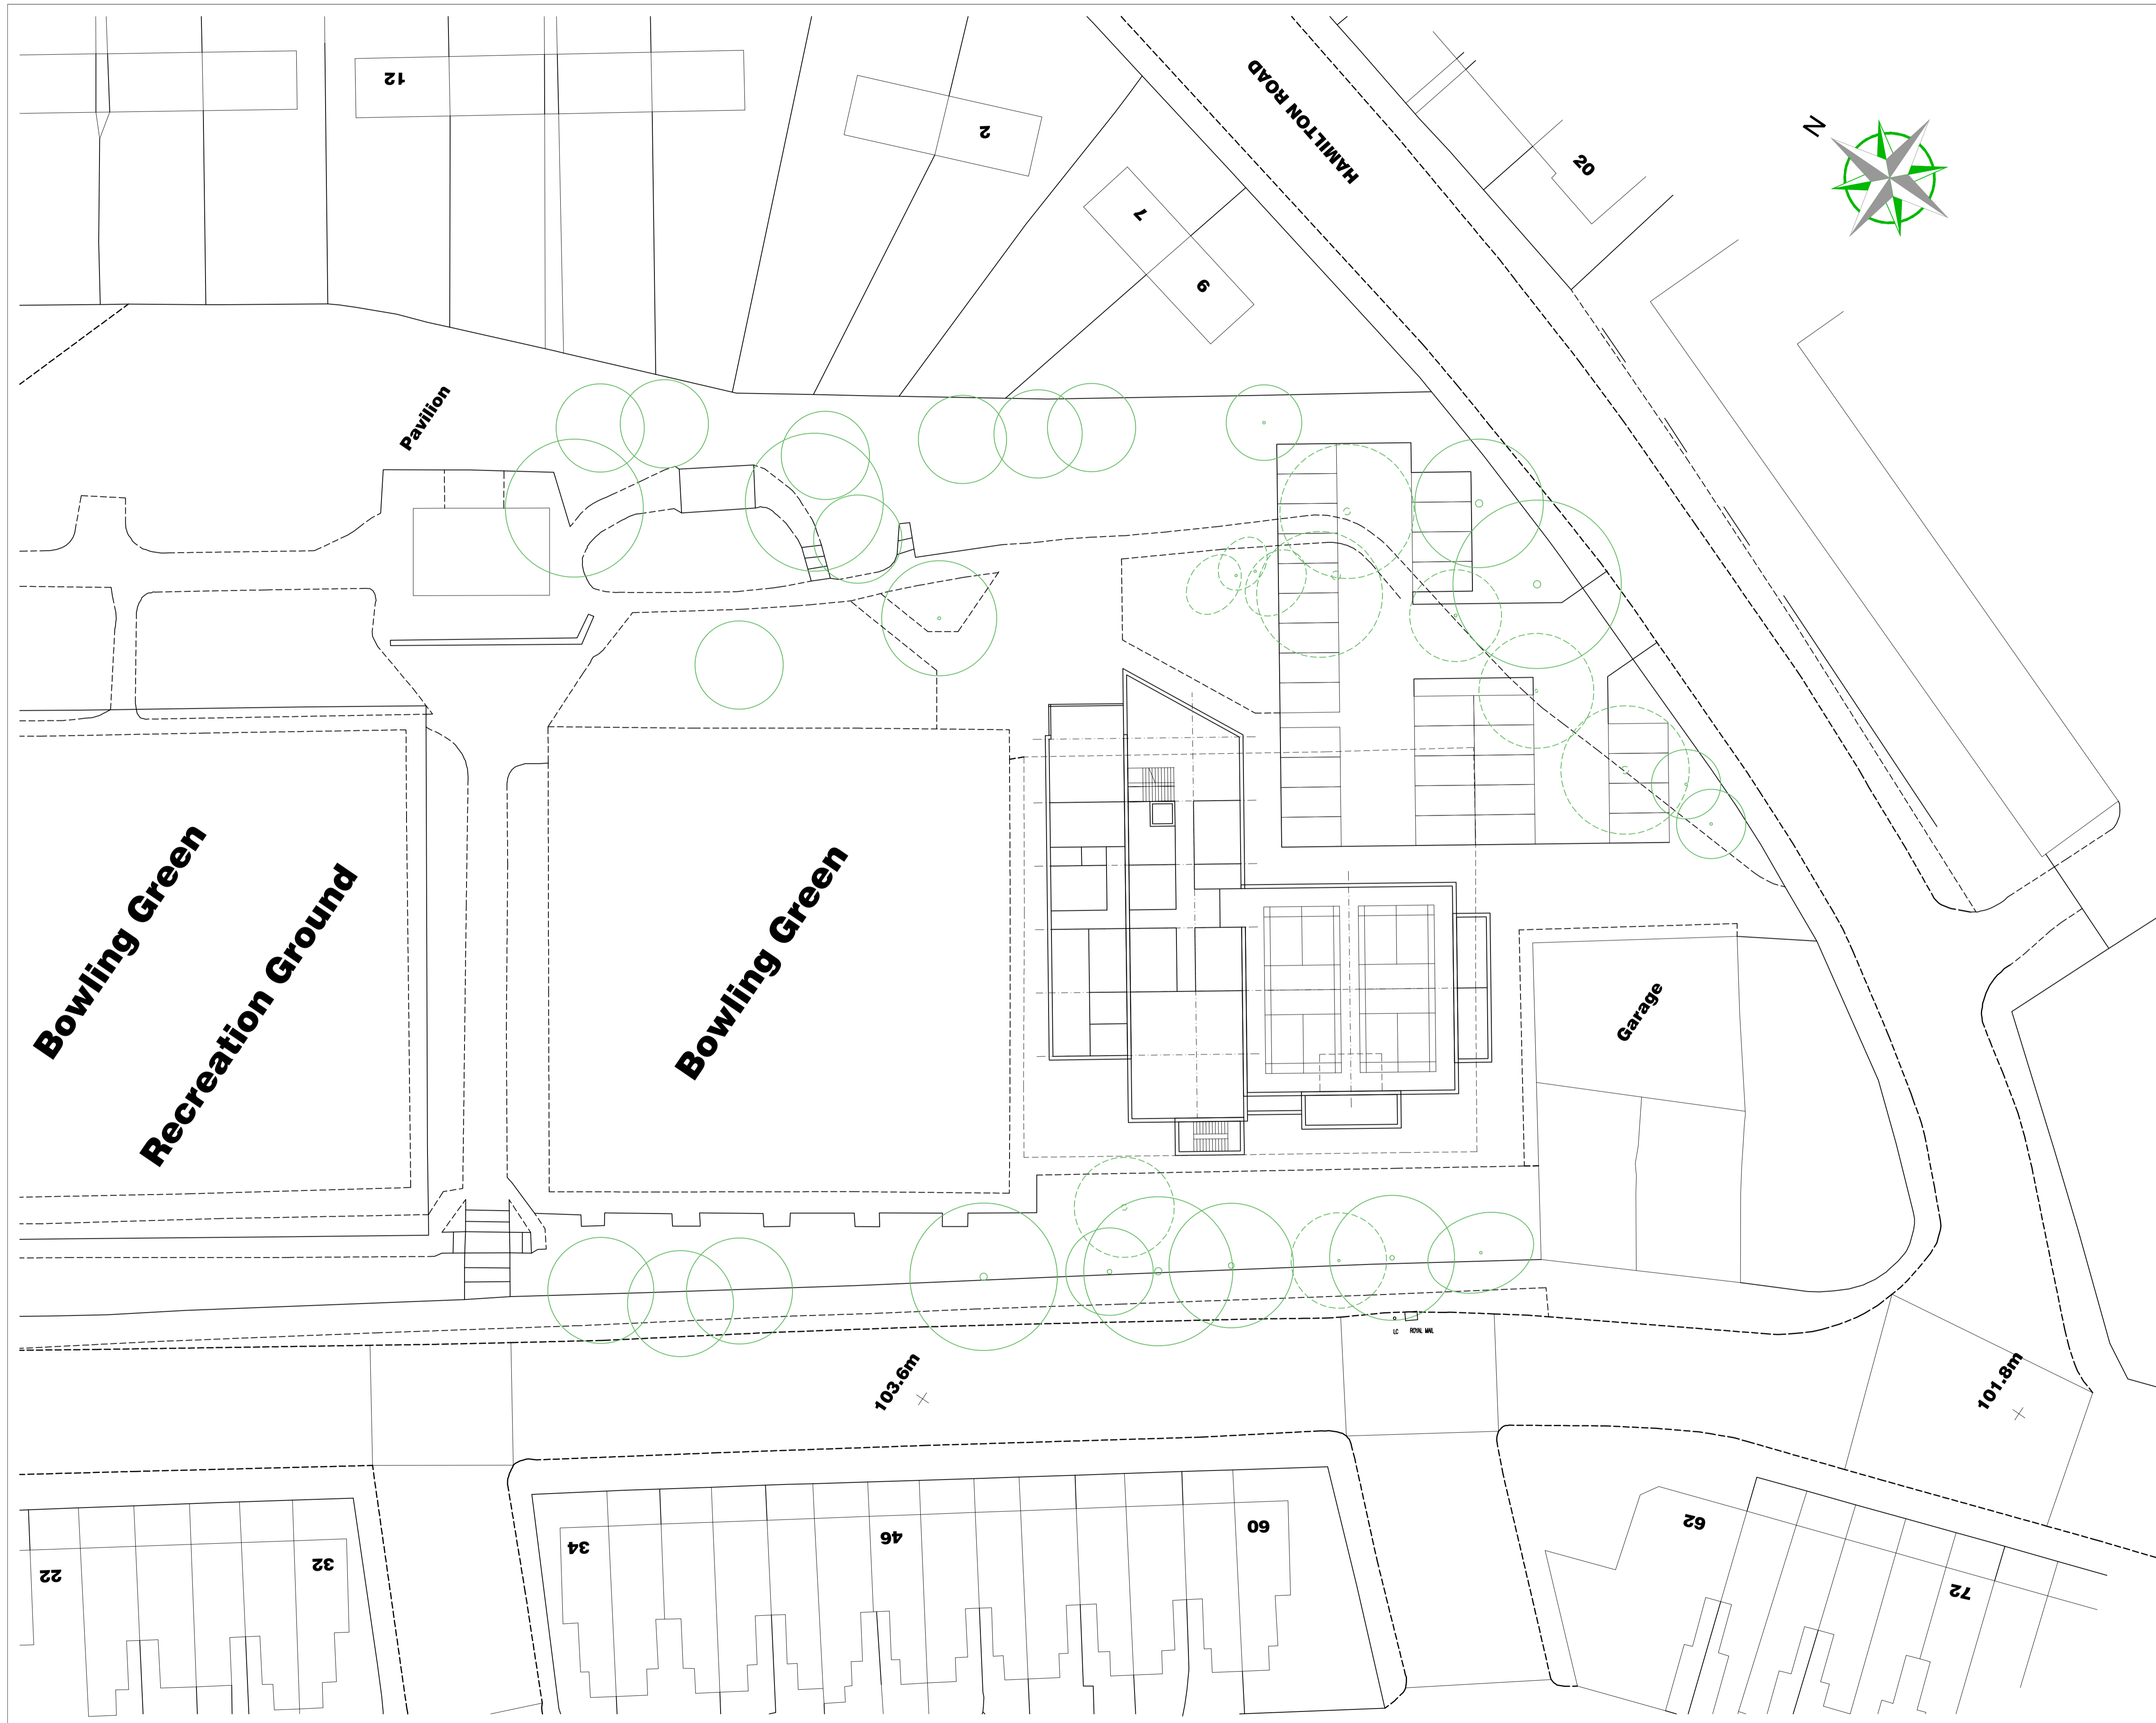 12
2
HAMILTON ROAD
20
N
7
9
Pavilion
Bowling Green
Recreation Ground
Bowling Green
Garage
LC
ROYAL MAIL
103.6m
101.8m
22
32
34
46
60
62
72